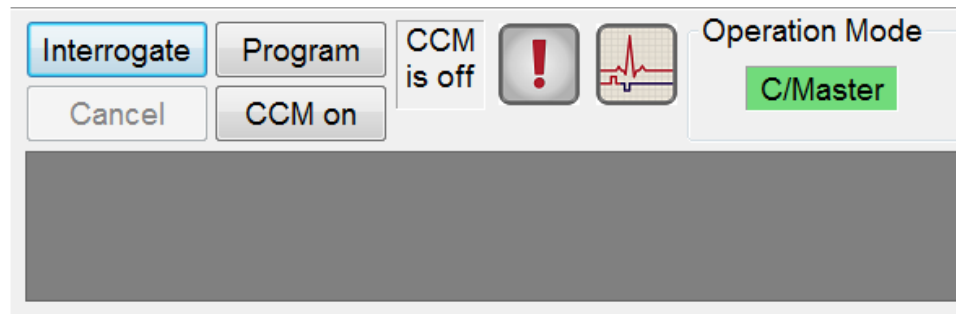 Interrogate
Program
CCM
is off
!
Operation Mode
C/Master
Cancel
CCM on